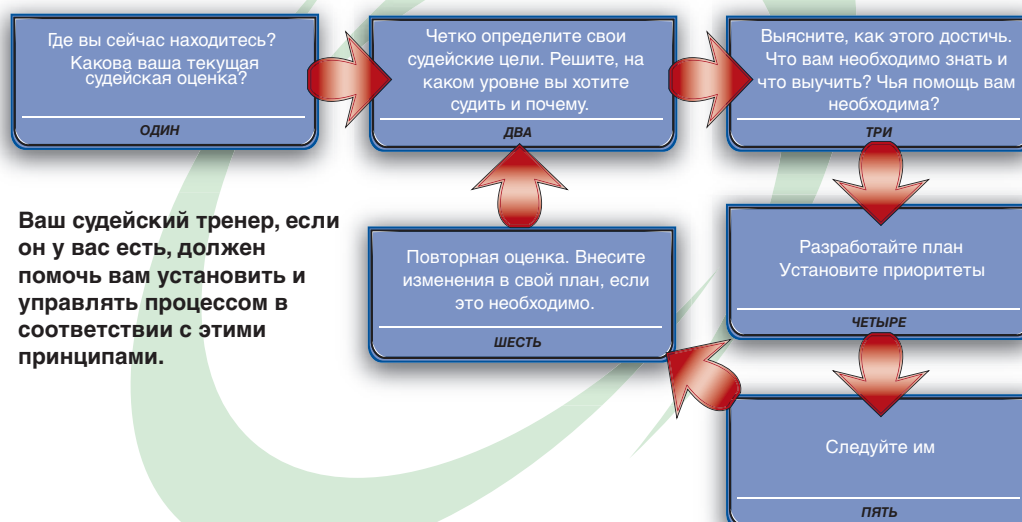 Где вы сейчас находитесь?
Какова ваша текущая
судейская оценка?
ОДИН
Четко определите свои
судейские цели. Решите, на
каком уровне вы хотите
судить и почему.
ДВА
Выясните, как этого достичь.
Что вам необходимо знать и
что выучить? Чья помощь вам
необходима?
ТРИ
Ваш судейский тренер, если
он у вас есть, должен
помочь вам установить и
управлять процессом в
соответствии с этими
принципами.
Разработайте план
Установите приоритеты
ЧЕТЫРЕ
Следуйте им
ПЯТЬ
Повторная оценка. Внесите
изменения в свой план, если
это необходимо.
ШЕСТЬ